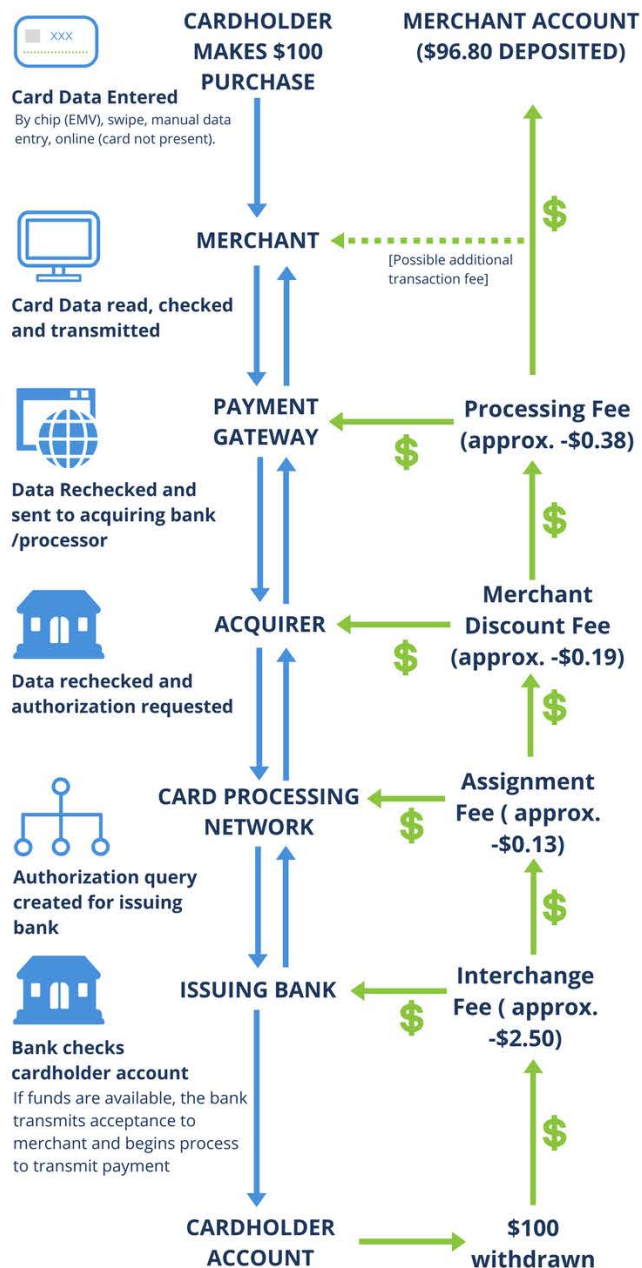 XXX
CARDHOLDER
MAKES $100
PURCHASE
MERCHANT ACCOUNT
($96.80 DEPOSITED)
Card Data Entered
By chip (EMV), swipe, manual data
entry, online (card not present).
$
MERCHANT
[Possible additional
transaction fee]
Card Data read, checked
and transmitted
PAYMENT
GATEWAY
Processing Fee
(approx. -$0.38)
$
Data Rechecked and
sent to acquiring bank
/processor
$
ACQUIRER
Merchant
Discount Fee
(approx. -$0.19)
$
Data rechecked and
authorization requested
$
CARD PROCESSING
NETWORK
Assignment
Fee ( approx.
-$0.13)
$
Authorization query
created for issuing
bank
$
ISSUING BANK
Interchange
Fee ( approx.
-$2.50)
$
Bank checks
cardholder account
If funds are available, the bank
transmits acceptance to
merchant and begins process
to transmit payment
$
CARDHOLDER
ACCOUNT
$100
withdrawn